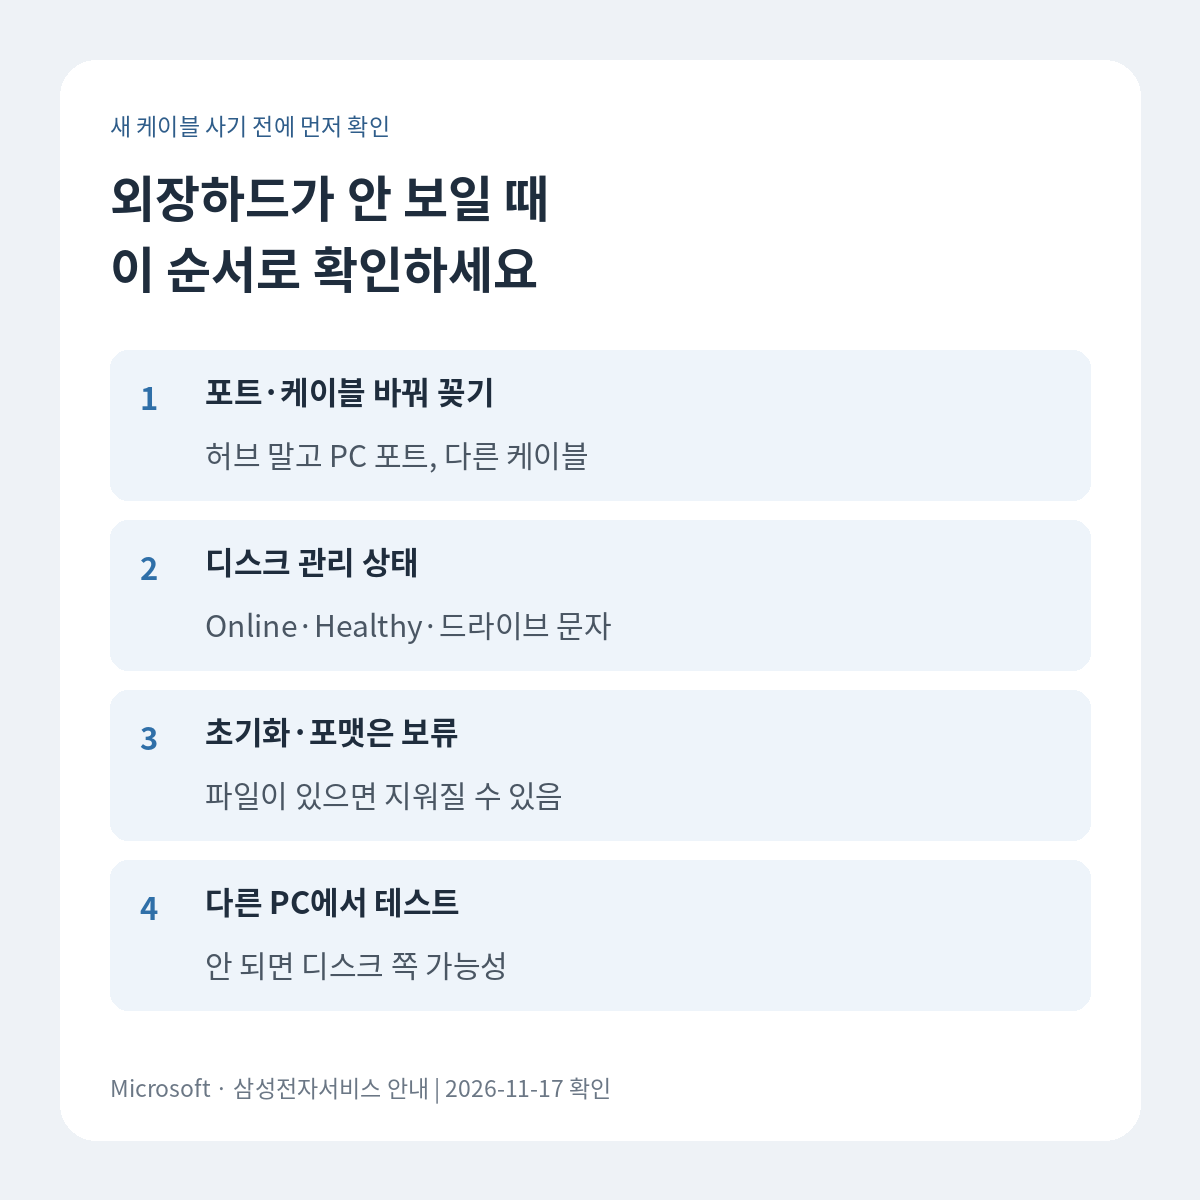 새 케이블 사기 전에 먼저 확인
외장하드가 안 보일 때
이 순서로 확인하세요
1 포트·케이블 바꿔 꽂기
허브 말고 PC 포트, 다른 케이블
2 디스크 관리 상태
Online·Healthy·드라이브 문자
3 초기화·포맷은 보류
파일이 있으면 지워질 수 있음
4 다른 PC에서 테스트
안 되면 디스크 쪽 가능성
Microsoft · 삼성전자서비스 안내 | 2026-11-17 확인